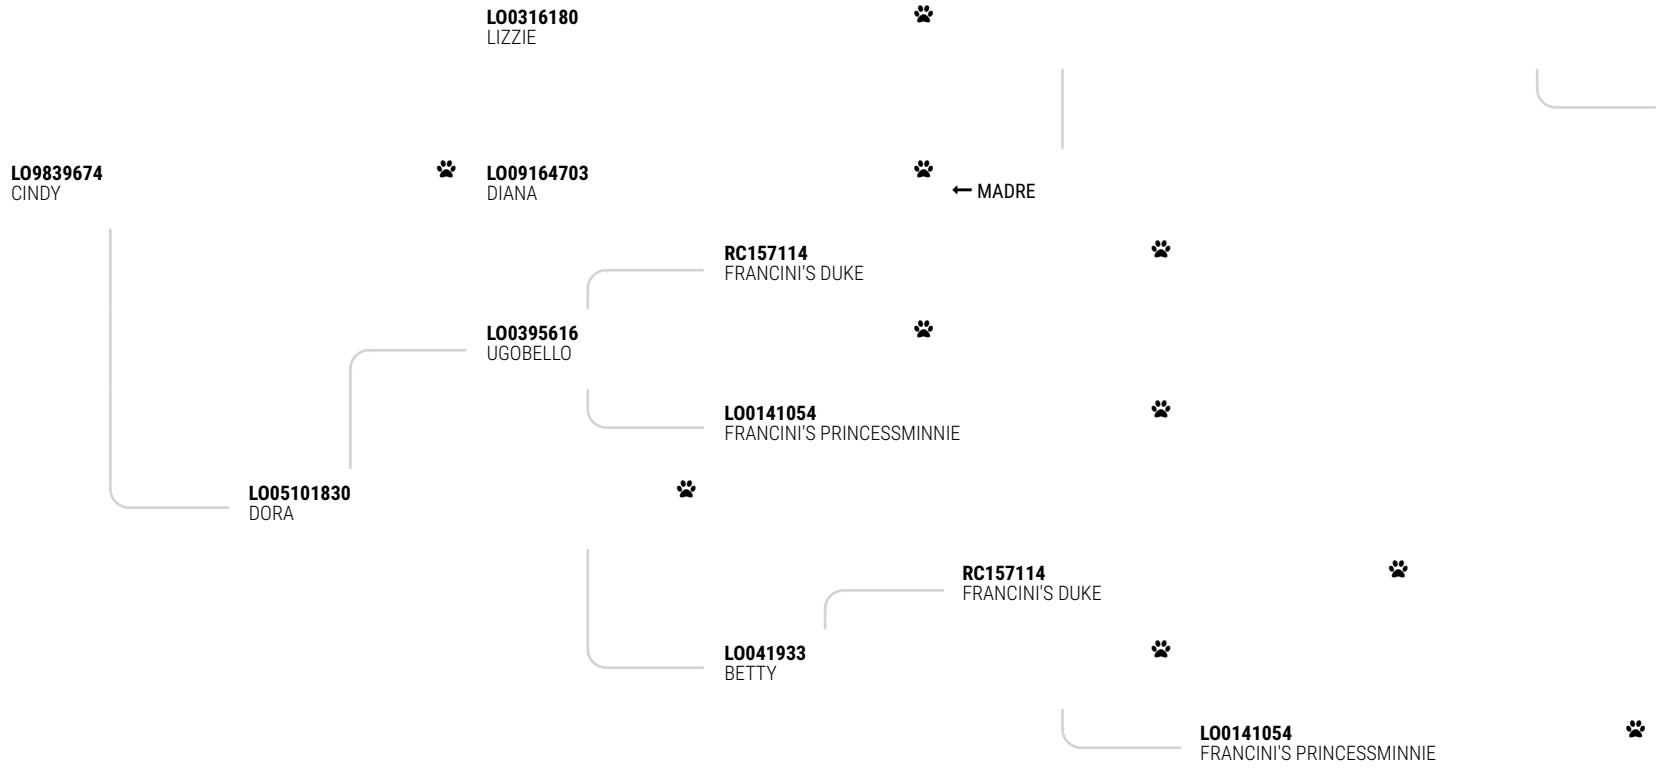 LO0316180
LIZZIE
LO9839674
CINDY
LO09164703
DIANA
MADRE
RC157114
FRANCINI'S DUKE
LO0395616
UGOBELLO
LO0141054
FRANCINI'S PRINCESSMINNIE
LO05101830
DORA
RC157114
FRANCINI'S DUKE
LO041933
BETTY
LO0141054
FRANCINI'S PRINCESSMINNIE